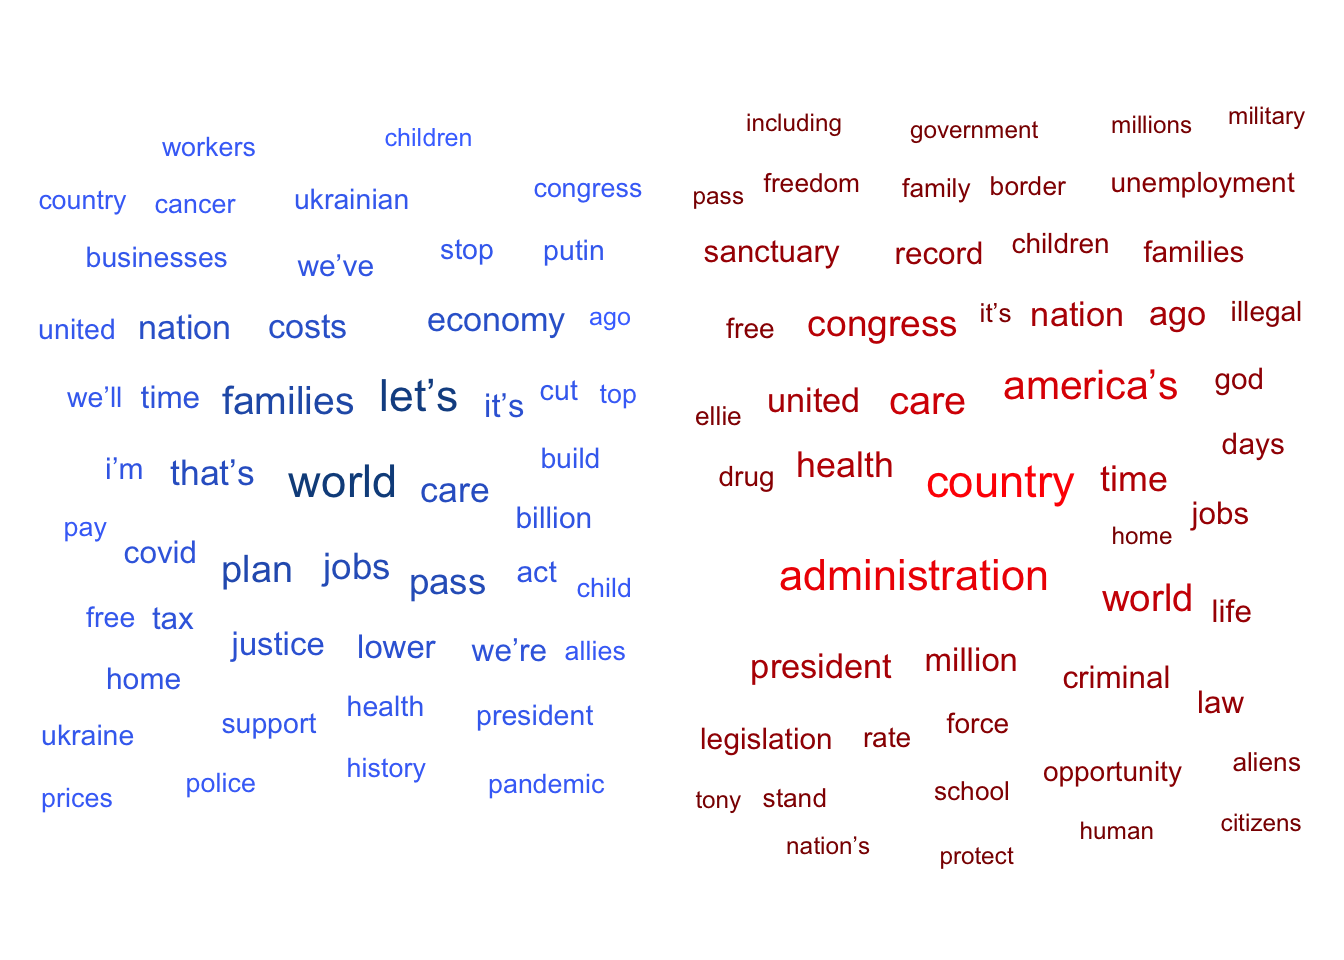 workers children
country cancer ukrainian congress
businesses we’ve stop putin
united nation costs economy ago
we’ll time families let’s it’s cut top
i’m that’s world care build
pay covid billion
plan jobs pass act child
free tax justice lower we’re allies
home
ukraine support health president
prices police history pandemic
including government millions military
pass freedom family border unemployment
sanctuary record children families
free congress it’s nation ago illegal
ellie united care america’s god
drug health country time days
jobs
home
administration world life
president million criminal law
legislation rate force
tony stand school opportunity aliens
nation’s protect human citizens